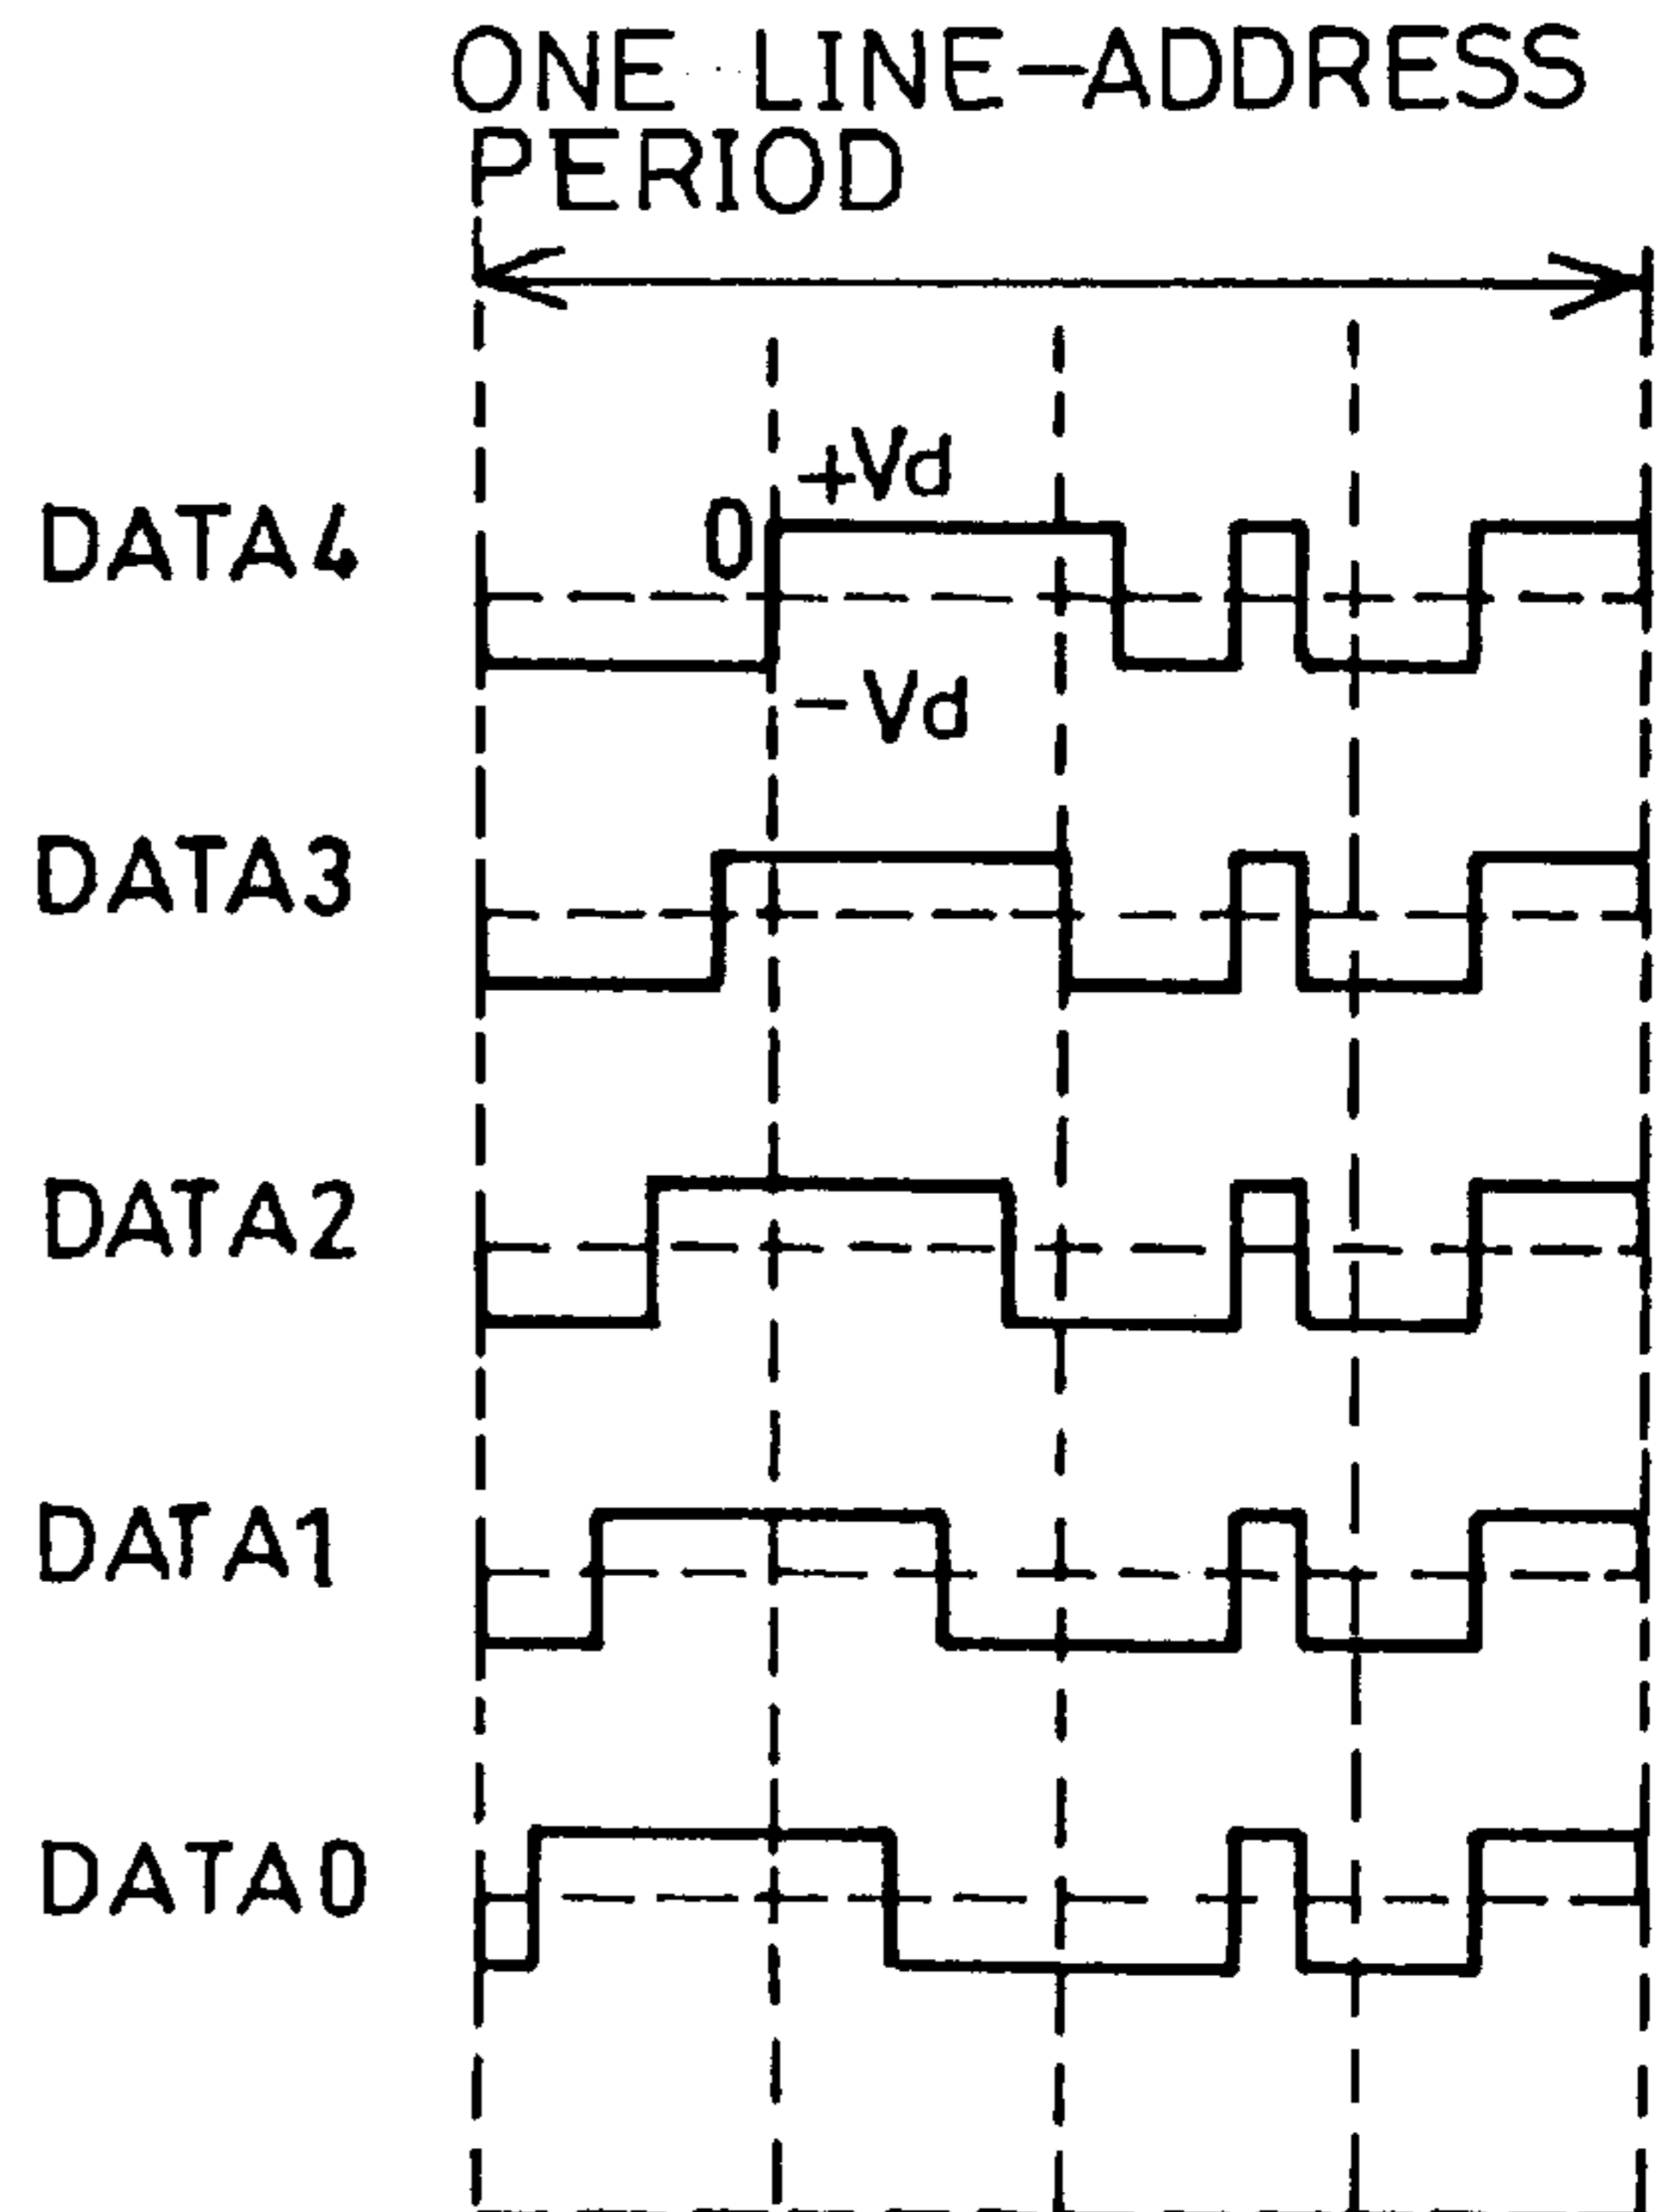 ONE LINE-ADDRESS
PERIOD
+Vd
DATA4
0
-Vd
DATA3
DATA2
DATA1
DATA0